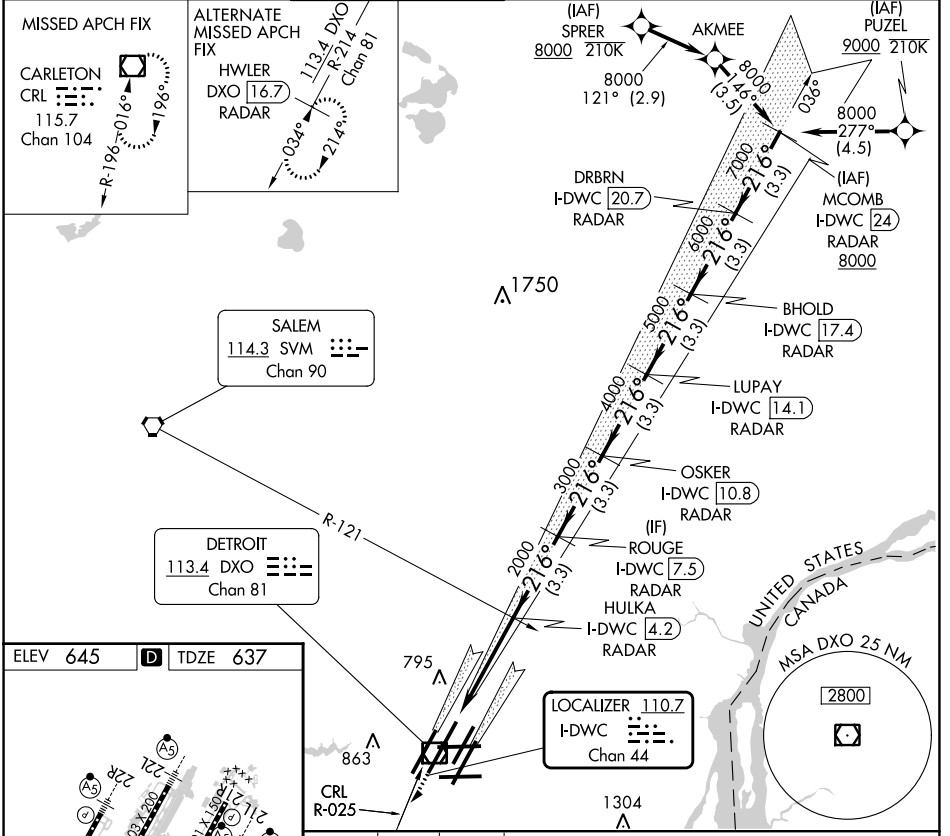 MISSED APCH FIX
CARLETON
CRL
115.7
Chan 104
R-196
016°
196°
ALTERNATE
MISSED APCH
FIX
HWLER
DXO 16.7
RADAR
113.4 DXO
R-214
Chan 81
034°
214°
(IAF)
SPRER
8000 210K
AKMEE
8000
121° (2.9)
8000
146°
(3.5)
(IAF)
PUZEL
9000 210K
036°
8000
277°
(4.5)
(IAF)
MCOMB
I-DWC 24
RADAR
8000
7000
216°
(3.3)
DRBRN
I-DWC 20.7
RADAR
6000
216°
(3.3)
BHOLD
I-DWC 17.4
RADAR
5000
216°
(3.3)
LUPAY
I-DWC 14.1
RADAR
4000
216°
(3.3)
OSKER
I-DWC 10.8
RADAR
3000
216°
(3.3)
(IF)
ROUGE
I-DWC 7.5
RADAR
2000
216°
(3.3)
HULKA
I-DWC 4.2
RADAR
1750
SALEM
114.3 SVM
Chan 90
R-121
DETROIT
113.4 DXO
Chan 81
UNITED STATES
CANADA
MSA DXO 25 NM
2800
LOCALIZER 110.7
I-DWC
Chan 44
795
863
1304
CRL
R-025
ELEV 645 D TDZE 637
A5
22R
A5
22L
03 X 200
01 X 150
21R
21L